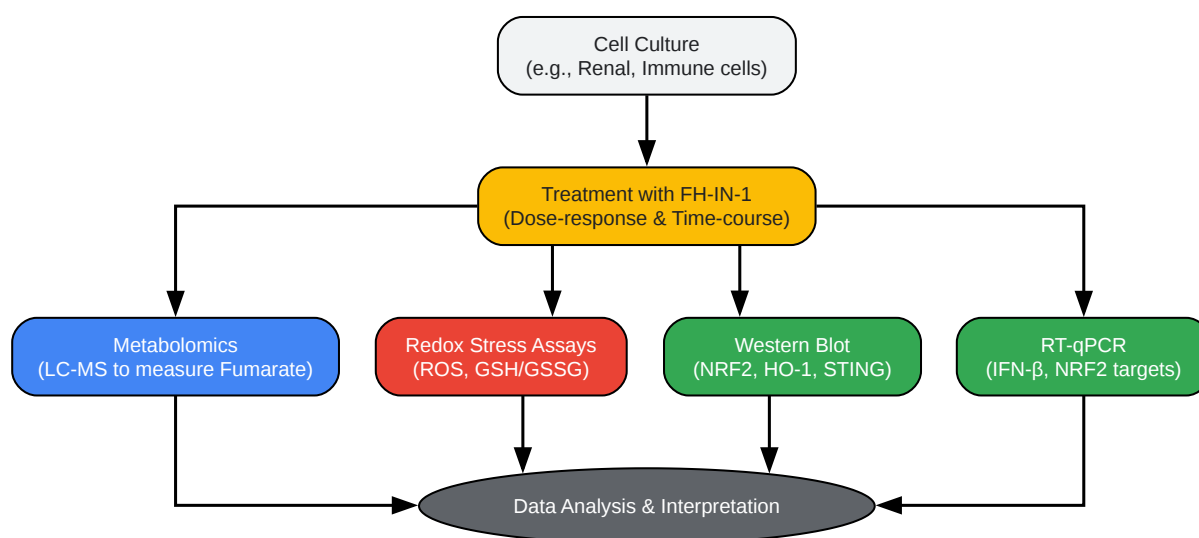 Cell Culture
(e.g., Renal, Immune cells)
Treatment with FH-IN-1
(Dose-response & Time-course)
Metabolomics
(LC-MS to measure Fumarate)
Redox Stress Assays
(ROS, GSH/GSSG)
Western Blot
(NRF2, HO-1, STING)
RT-qPCR
(IFN-β, NRF2 targets)
Data Analysis & Interpretation